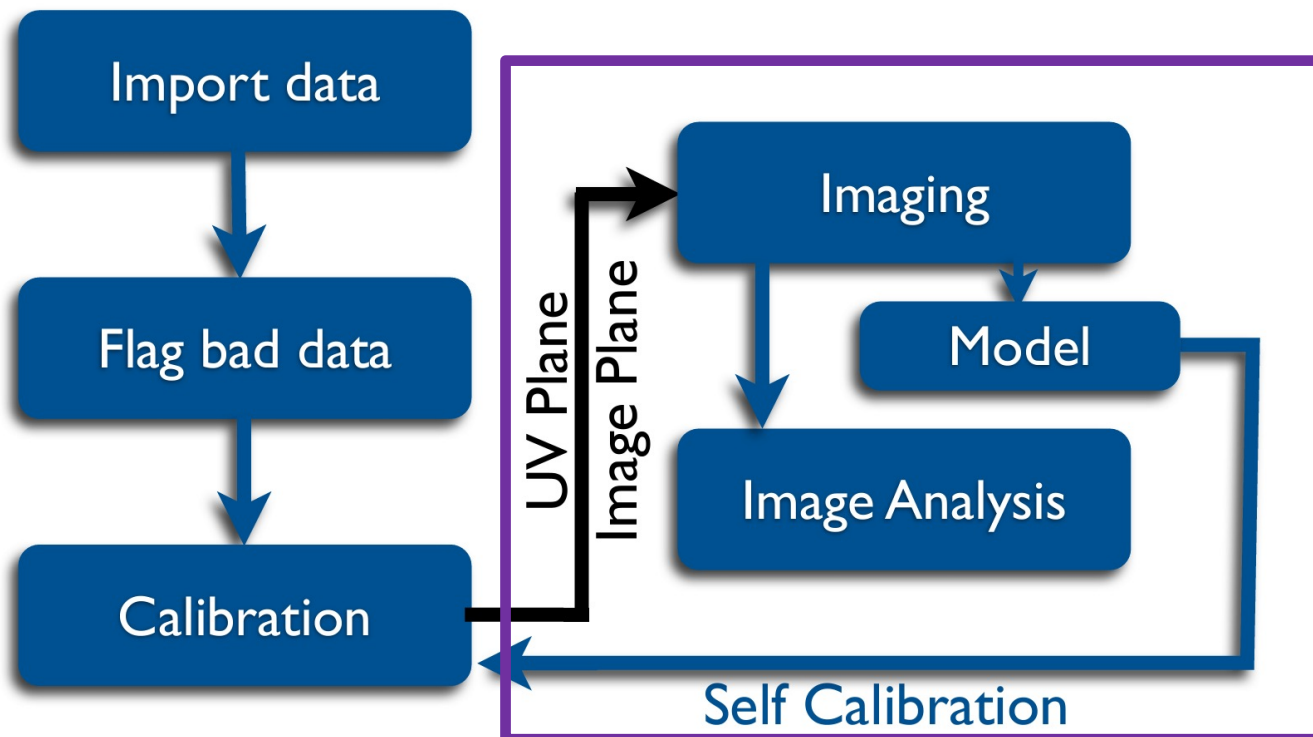 Import data
Flag bad data
Calibration
UV Plane
Image Plane
Imaging
Model
Image Analysis
Self Calibration